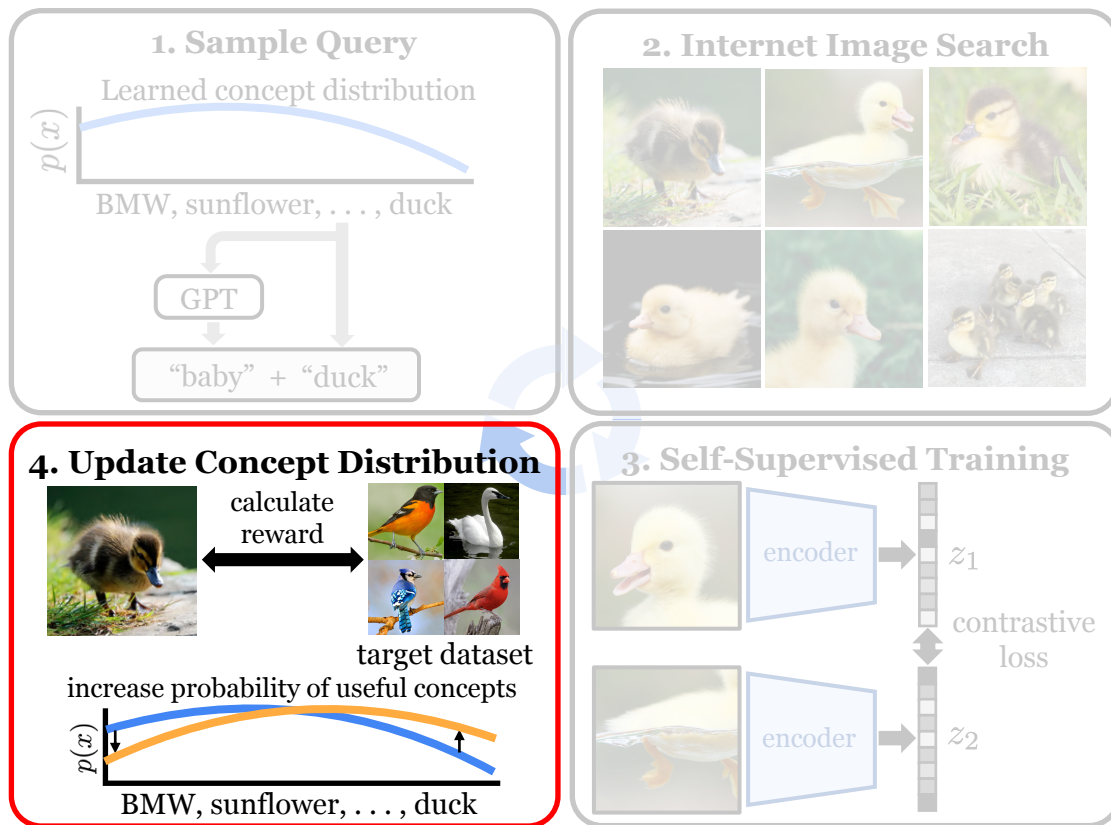 1. Sample Query
Learned concept distribution
p(x)
BMW, sunflower, . . . , duck
GPT
“baby” + “duck”
2. Internet Image Search
4. Update Concept Distribution
calculate
reward
target dataset
increase probability of useful concepts
p(x)
BMW, sunflower, . . . , duck
3. Self-Supervised Training
encoder
z1
contrastive
loss
encoder
z2